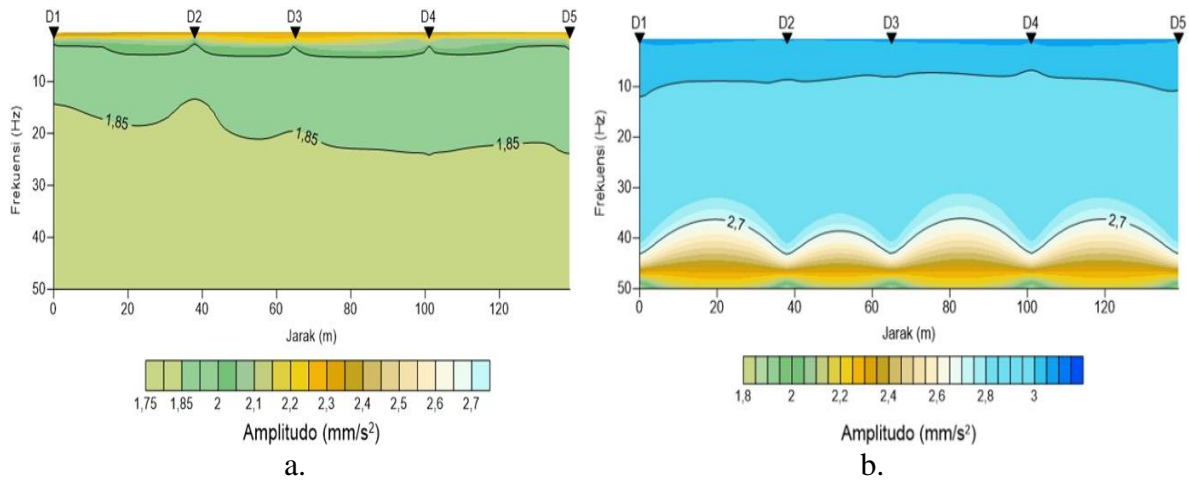 D1 D2 D3 D4 D5
10
20
30
40
50
Frekuensi (Hz)
1,85
1,85
1,85
0 20 40 60 80 100 120
Jarak (m)
1,75 1,85 2 2,1 2,2 2,3 2,4 2,5 2,6 2,7
Amplitudo (mm/s²)
a.
D1 D2 D3 D4 D5
10
20
30
40
50
Frekuensi (Hz)
2,7
2,7
0 20 40 60 80 100 120
Jarak (m)
1,8 2 2,2 2,4 2,6 2,8 3
Amplitudo (mm/s²)
b.